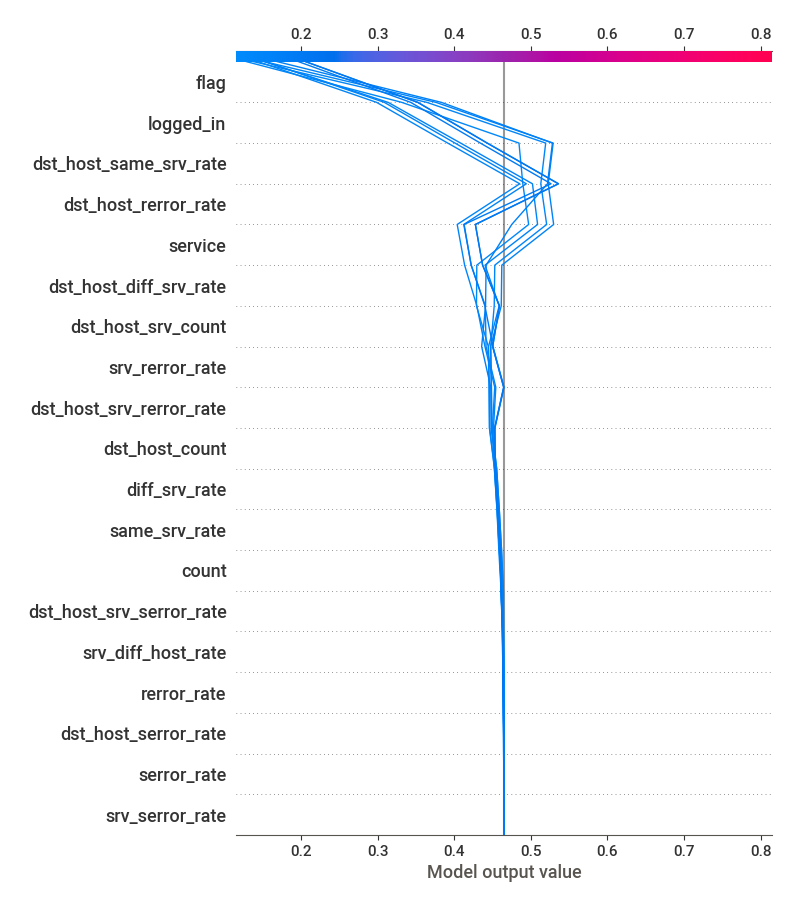 0.2 0.3 0.4 0.5 0.6 0.7 0.8
flag
logged_in
dst_host_same_srv_rate
dst_host_rerror_rate
service
dst_host_diff_srv_rate
dst_host_srv_count
srv_rerror_rate
dst_host_srv_rerror_rate
dst_host_count
diff_srv_rate
same_srv_rate
count
dst_host_srv_serror_rate
srv_diff_host_rate
rerror_rate
dst_host_serror_rate
serror_rate
srv_serror_rate
0.2 0.3 0.4 0.5 0.6 0.7 0.8
Model output value